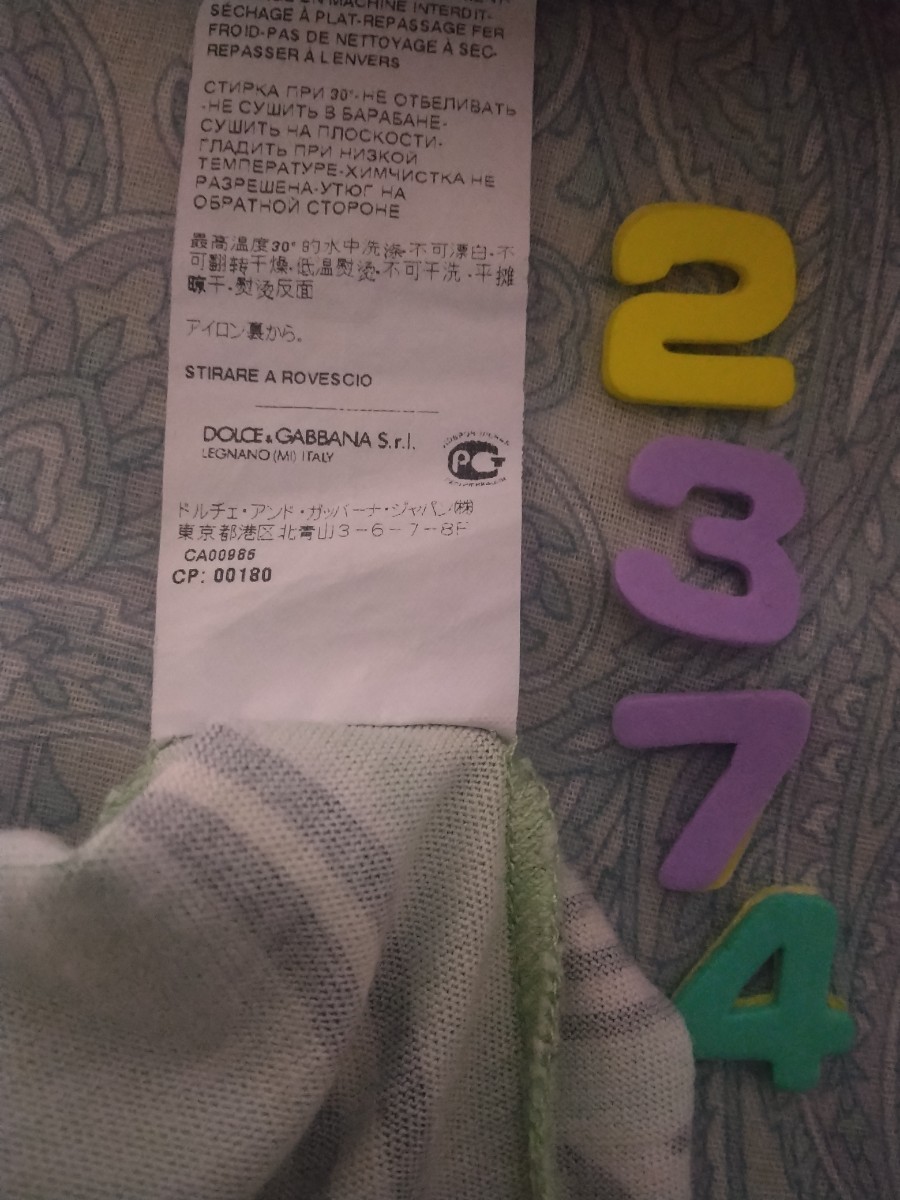 EN MACHINE INTERDIT-
SÉCHAGE À PLAT-REPASSAGE FER
FROID-PAS DE NETTOYAGE À SEC-
REPASSER À L'ENVERS
СТИРКА ПРИ 30°-НЕ ОТБЕЛИВАТЬ
-НЕ СУШИТЬ В БАРАБАНЕ-
СУШИТЬ НА ПЛОСКОСТИ-
ГЛАДИТЬ ПРИ НИЗКОЙ
ТЕМПЕРАТУРЕ-ХИМЧИСТКА НЕ
РАЗРЕШЕНА-УТЮГ НА
ОБРАТНОЙ СТОРОНЕ
最高温度30°的水中洗涤-不可漂白-不
可翻转干燥-低温熨烫-不可干洗-平摊
晾干-熨烫反面
アイロン裏から。
STIRARE A ROVESCIO
DOLCE & GABBANA S.r.l.
LEGNANO (MI) ITALY
РСТ
ドルチェ・アンド・ガッバーナ・ジャパン㈱
東京都港区北青山3-6-7-8F
CA00985
CP: 00180
2
3
7
4